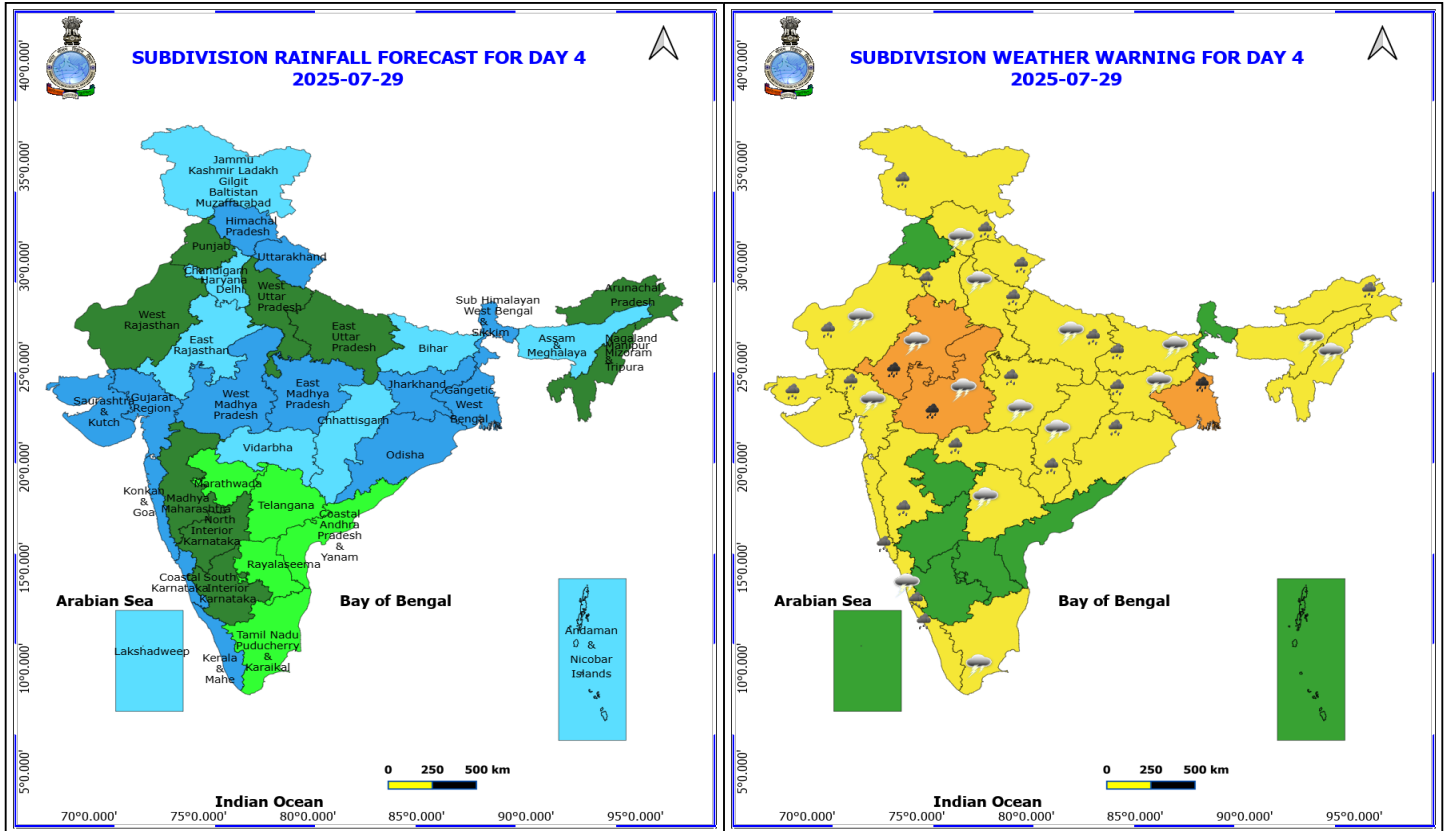 SUBDIVISION RAINFALL FORECAST FOR DAY 4
2025-07-29
40°0.000'
35°0.000'
30°0.000'
25°0.000'
20°0.000'
15°0.000'
10°0.000'
5°0.000'
Jammu
Kashmir Ladakh
Gilgit
Baltistan
Muzaffarabad
Himachal
Pradesh
Punjab
Uttarakhand
Chandigarh
Haryana
Delhi
West
Uttar
Pradesh
Arunachal
Pradesh
Sub Himalayan
West Bengal
&
Sikkim
West
Rajasthan
East
Uttar
Pradesh
East
Rajasthan
Bihar
Assam
&
Meghalaya
Nagaland
Manipur
Mizoram
&
Tripura
Saurashtra
&
Kutch
Gujarat
Region
West
Madhya
Pradesh
East
Madhya
Pradesh
Jharkhand
Gangetic
West
Bengal
Chhattisgarh
Vidarbha
Odisha
Konkan
&
Goa
Madhya
Maharashtra
Marathwada
Telangana
North
Interior
Karnataka
Coastal
Andhra
Pradesh
&
Yanam
Rayalaseema
Coastal
Karnataka
South
Interior
Karnataka
Arabian Sea
Bay of Bengal
Lakshadweep
Kerala
&
Mahe
Tamil Nadu
Puducherry
&
Karaikal
Andaman
&
Nicobar
Islands
0 250 500 km
Indian Ocean
70°0.000' 75°0.000' 80°0.000' 85°0.000' 90°0.000' 95°0.000'
SUBDIVISION WEATHER WARNING FOR DAY 4
2025-07-29
40°0.000'
35°0.000'
30°0.000'
25°0.000'
20°0.000'
15°0.000'
10°0.000'
5°0.000'
Arabian Sea
Bay of Bengal
0 250 500 km
Indian Ocean
70°0.000' 75°0.000' 80°0.000' 85°0.000' 90°0.000' 95°0.000'